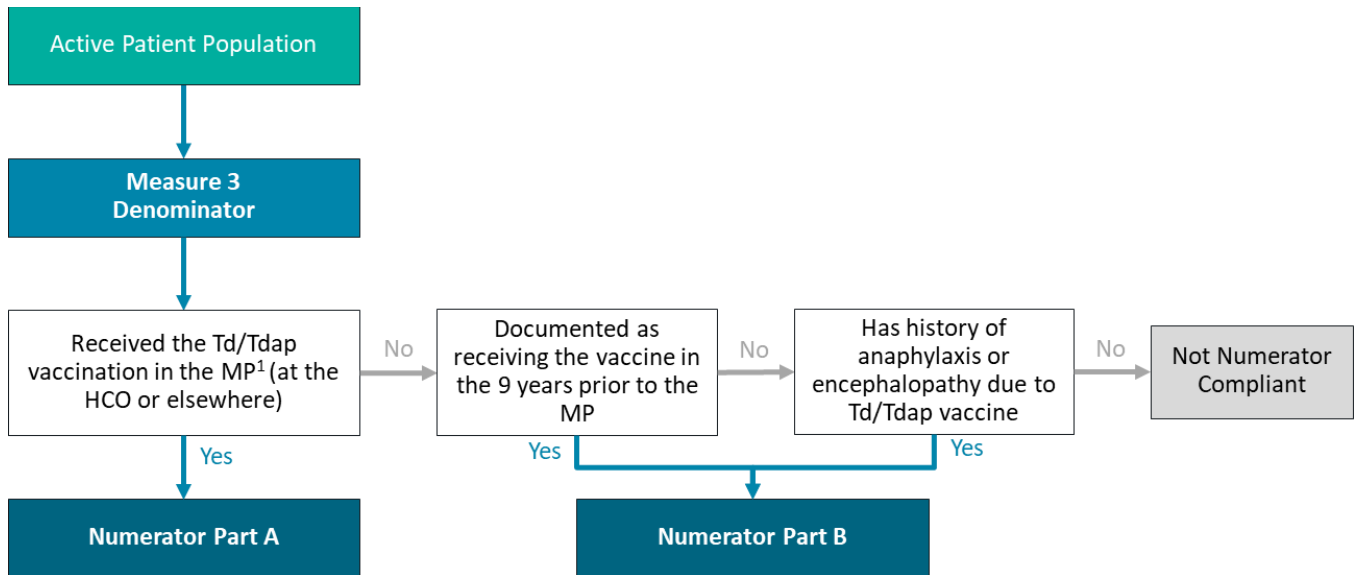 Active Patient Population
Measure 3
Denominator
Received the Td/Tdap
vaccination in the MP¹ (at the
HCO or elsewhere)
No
Documented as
receiving the vaccine in
the 9 years prior to the
MP
No
Has history of
anaphylaxis or
encephalopathy due to
Td/Tdap vaccine
No
Not Numerator
Compliant
Yes
Yes
Yes
Numerator Part A
Numerator Part B